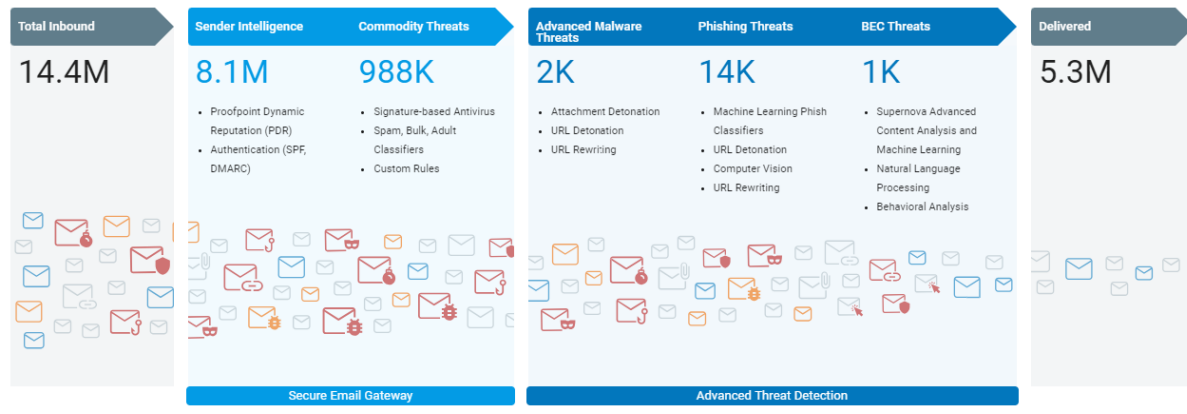 Total Inbound
14.4M
Sender Intelligence
8.1M
• Proofpoint Dynamic
Reputation (PDR)
• Authentication (SPF,
DMARC)
Commodity Threats
988K
• Signature-based Antivirus
• Spam, Bulk, Adult
Classifiers
• Custom Rules
Secure Email Gateway
Advanced Malware
Threats
2K
• Attachment Detonation
• URL Detonation
• URL Rewriting
Phishing Threats
14K
• Machine Learning Phish
Classifiers
• URL Detonation
• Computer Vision
• URL Rewriting
BEC Threats
1K
• Supernova Advanced
Content Analysis and
Machine Learning
• Natural Language
Processing
• Behavioral Analysis
Advanced Threat Detection
Delivered
5.3M